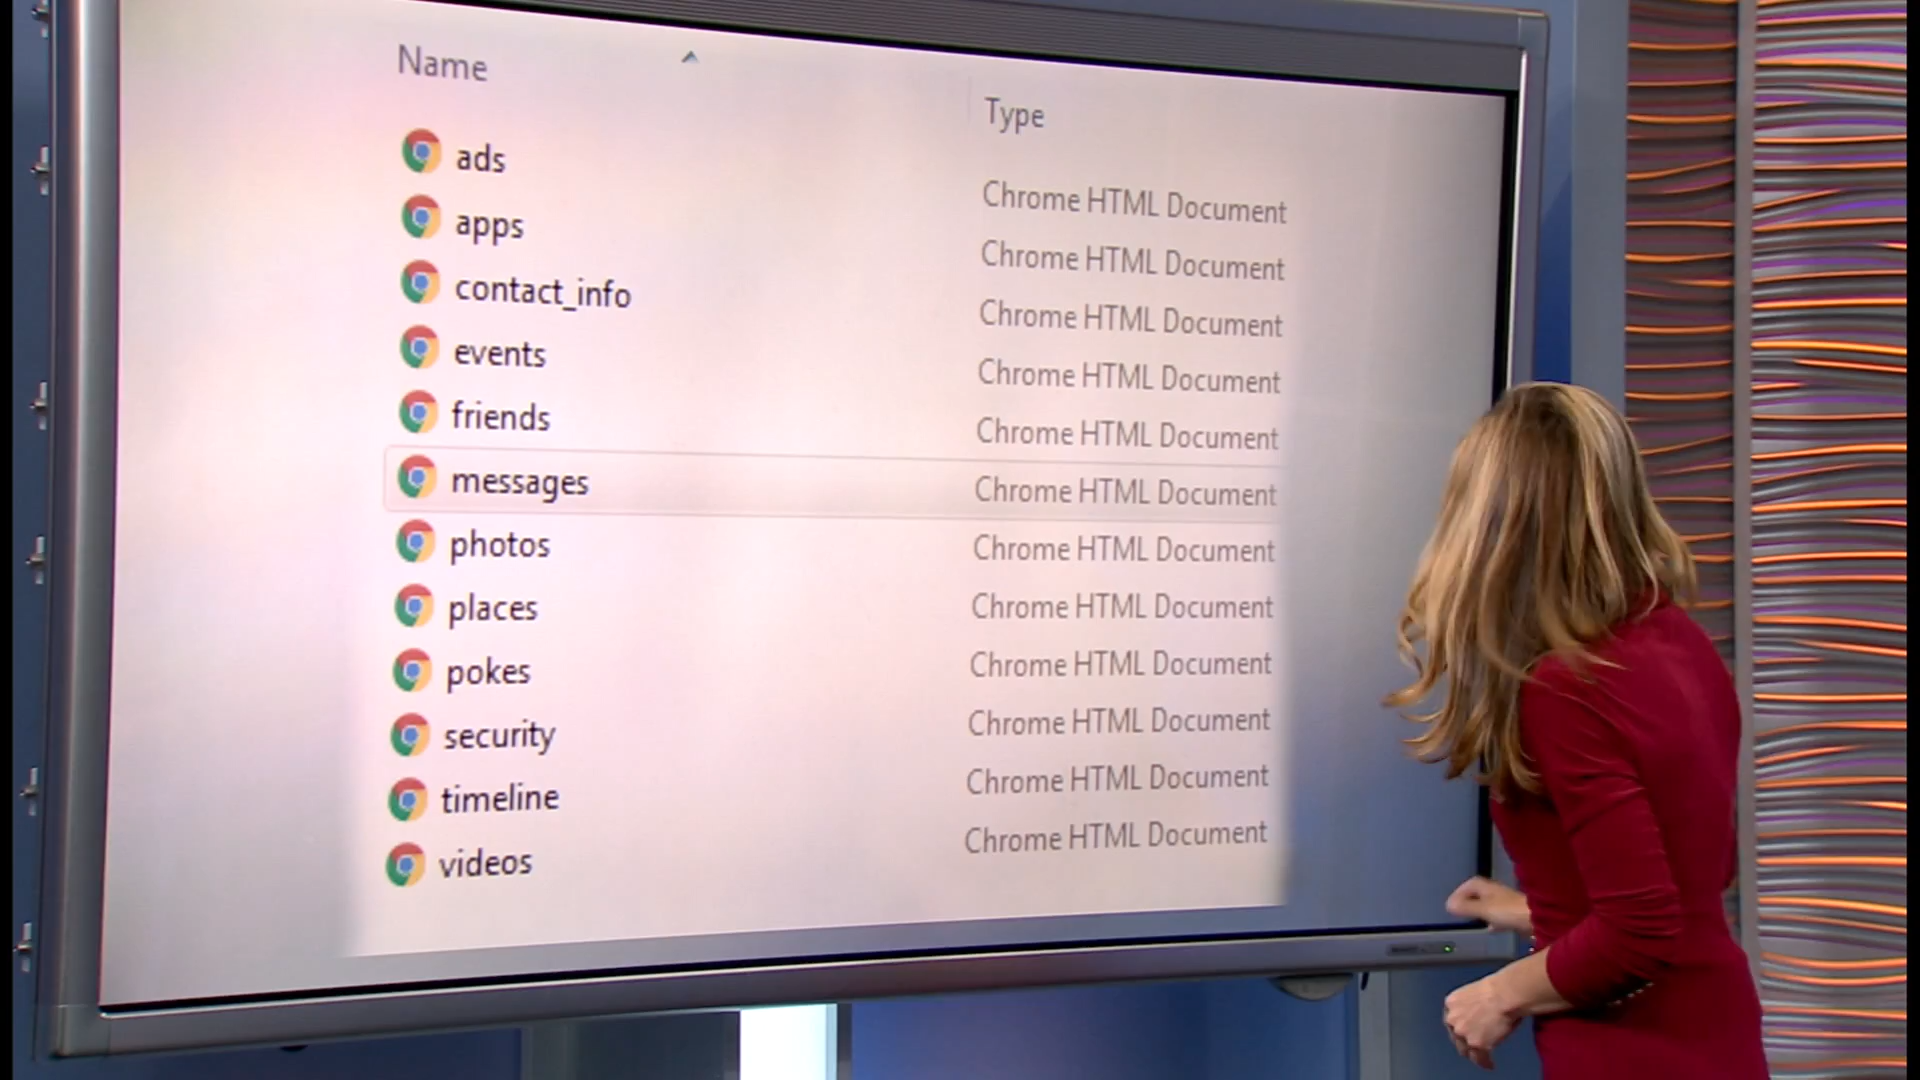 Name Type
ads Chrome HTML Document
apps Chrome HTML Document
contact_info Chrome HTML Document
events Chrome HTML Document
friends Chrome HTML Document
messages Chrome HTML Document
photos Chrome HTML Document
places Chrome HTML Document
pokes Chrome HTML Document
security Chrome HTML Document
timeline Chrome HTML Document
videos Chrome HTML Document